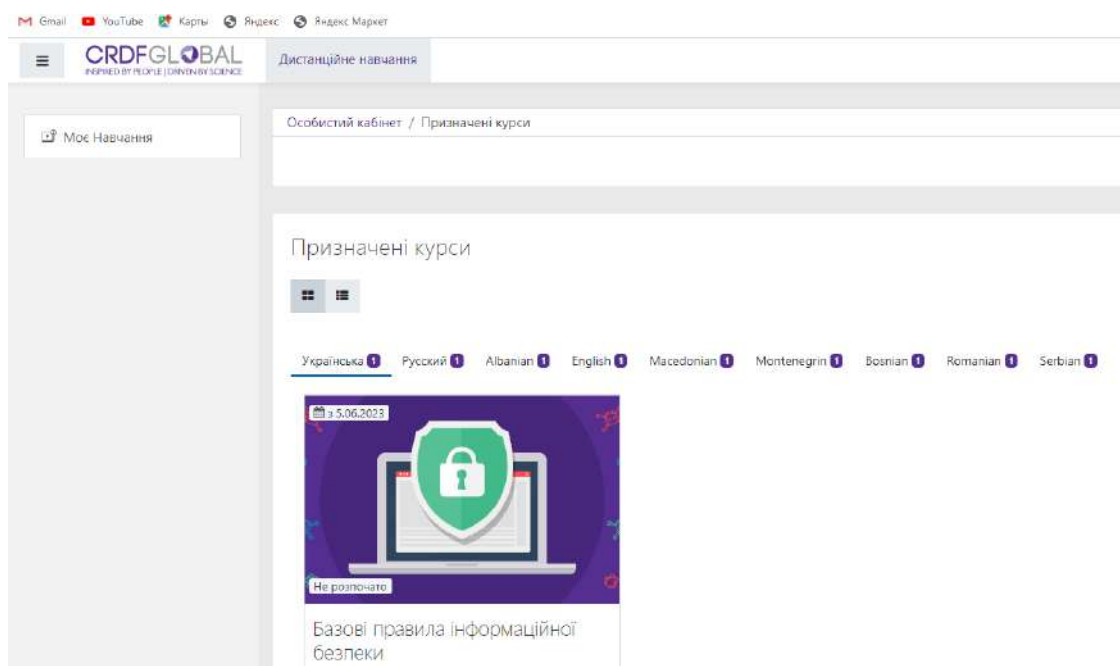 Gmail YouTube Карты Яндекс Яндекс Маркет
CRDFGLOBAL
INSPIRED BY PEOPLE | DRIVEN BY SCIENCE
Дистанційне навчання
Моє Навчання
Особистий кабінет / Призначені курси
Призначені курси
Українська 1 Русский 1 Albanian 1 English 1 Macedonian 1 Montenegrin 1 Bosnian 1 Romanian 1 Serbian 1
з 5.06.2023
Не розпочато
Базові правила інформаційної
безпеки